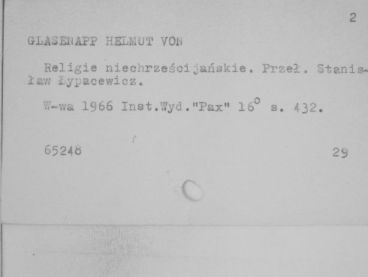 2
GLASENAPP HELMUT VON
Religie niechrześcijańskie. Przeł. Stanis-
ław Łypacewicz.
W-wa 1966 Inst.Wyd."Pax" 16° s. 432.
65248 29